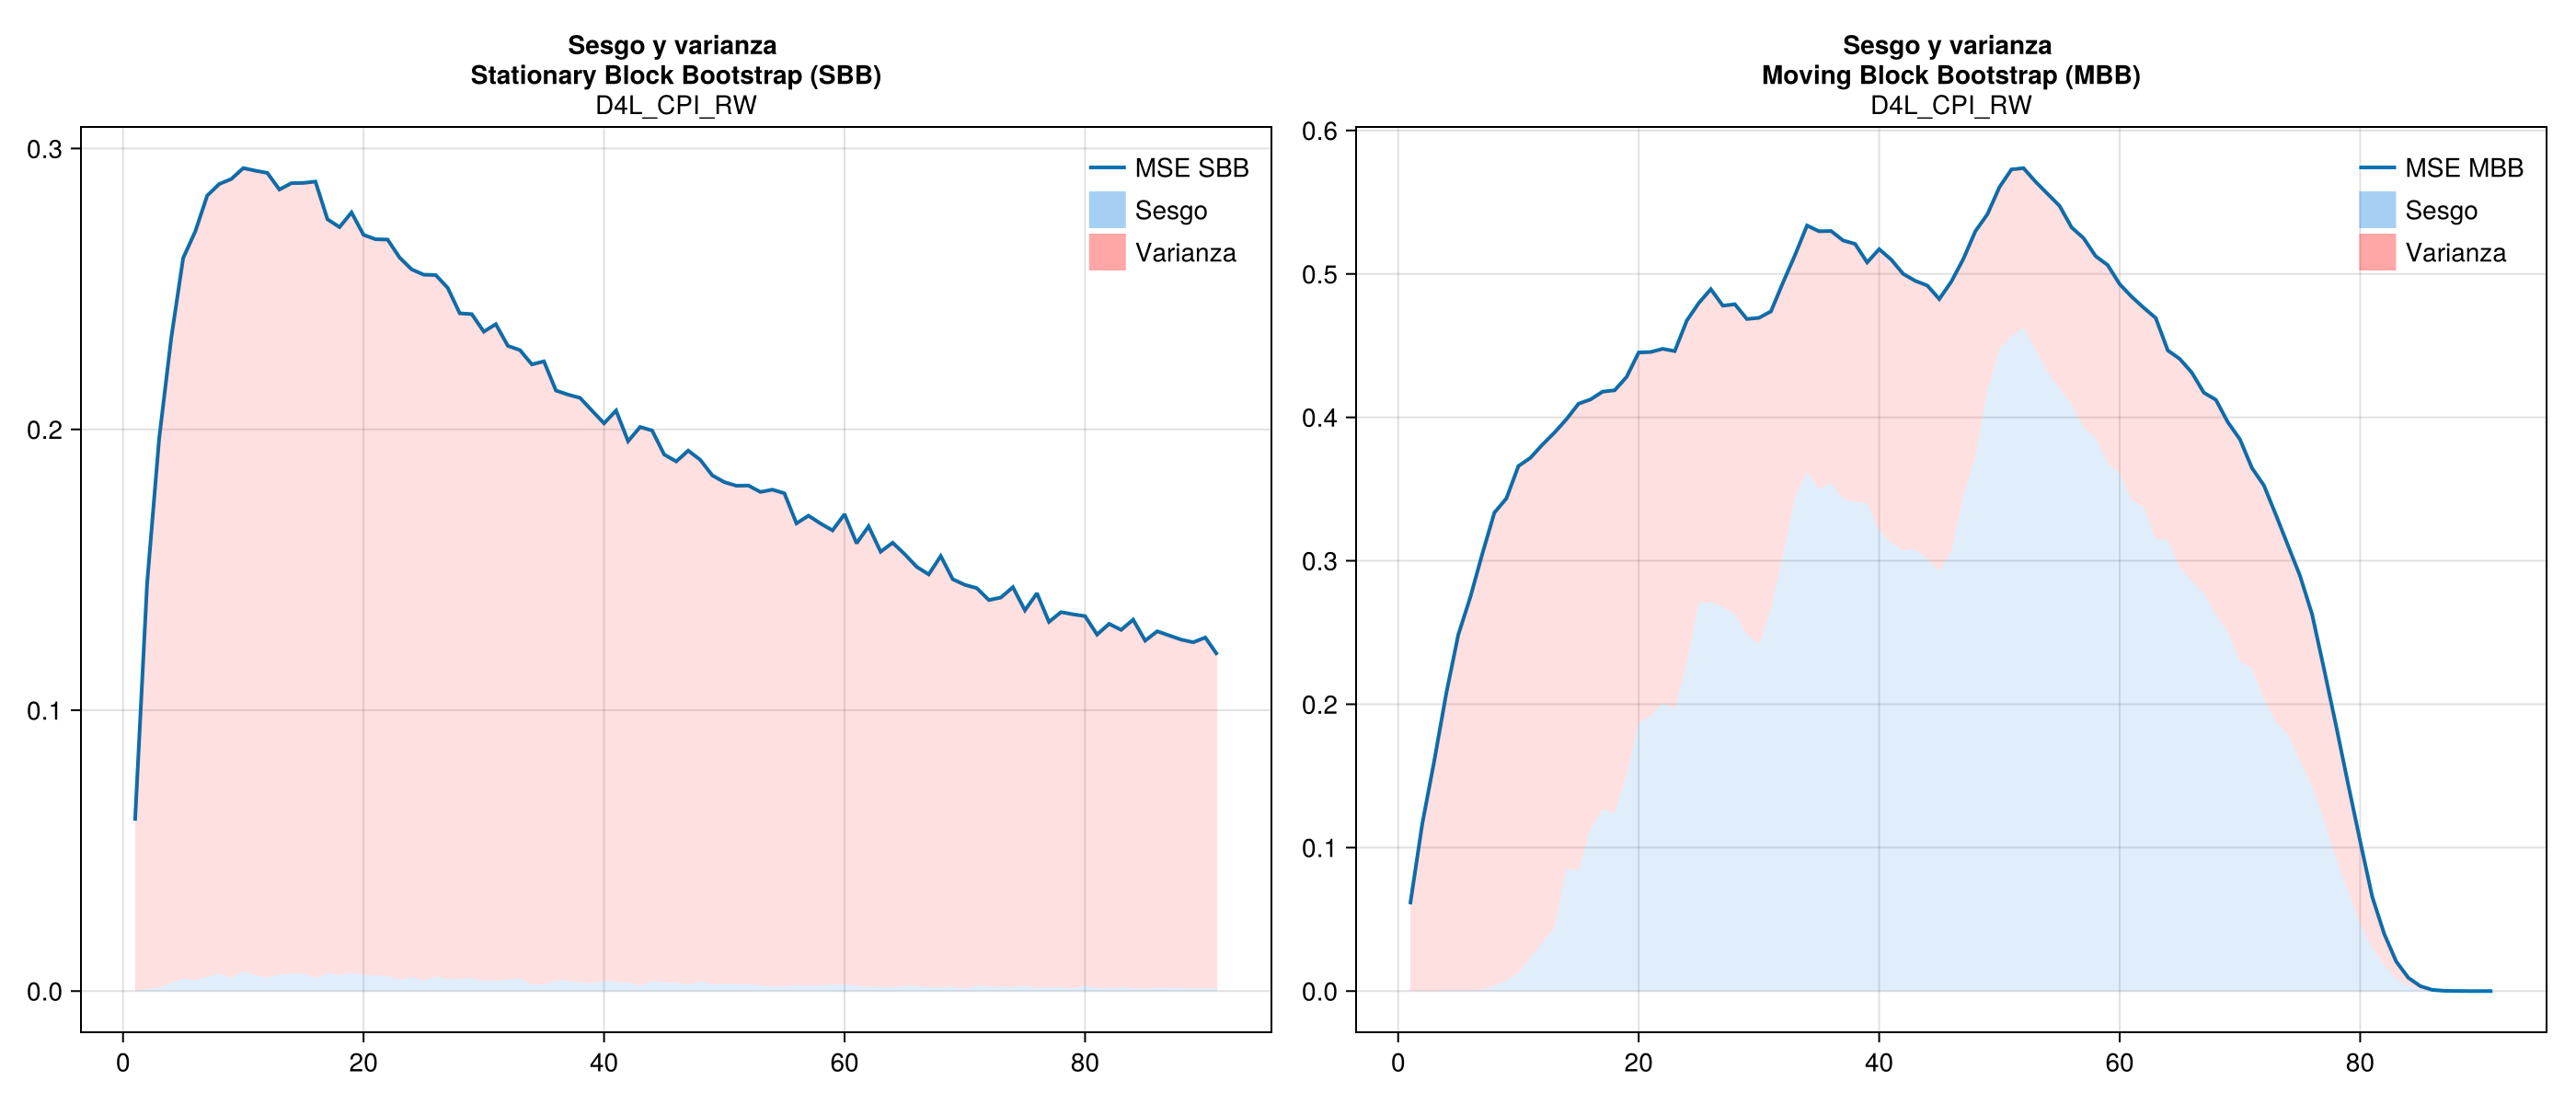 Sesgo y varianza
Stationary Block Bootstrap (SBB)
D4L_CPI_RW
0.3
0.2
0.1
0.0
0
20
40
60
80
MSE SBB
Sesgo
Varianza
Sesgo y varianza
Moving Block Bootstrap (MBB)
D4L_CPI_RW
0.6
0.5
0.4
0.3
0.2
0.1
0.0
0
20
40
60
80
MSE MBB
Sesgo
Varianza